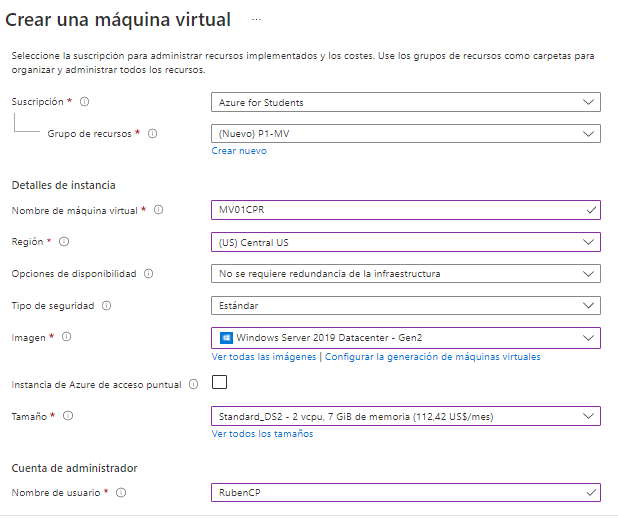 Crear una máquina virtual ...
Seleccione la suscripción para administrar recursos implementados y los costes. Use los grupos de recursos como carpetas para
organizar y administrar todos los recursos.
Suscripción *
Azure for Students
Grupo de recursos *
(Nuevo) P1-MV
Crear nuevo
Detalles de instancia
Nombre de máquina virtual *
MV01CPR
Región *
(US) Central US
Opciones de disponibilidad
No se requiere redundancia de la infraestructura
Tipo de seguridad
Estándar
Imagen *
Windows Server 2019 Datacenter - Gen2
Ver todas las imágenes | Configurar la generación de máquinas virtuales
Instancia de Azure de acceso puntual
Tamaño *
Standard_DS2 - 2 vcpu, 7 GiB de memoria (112,42 US$/mes)
Ver todos los tamaños
Cuenta de administrador
Nombre de usuario *
RubenCP